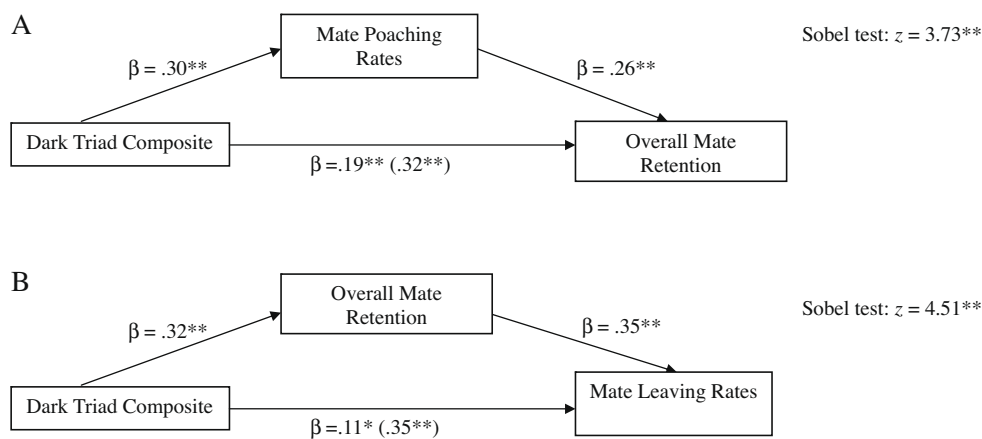 A
Mate Poaching
Rates
Sobel test: z = 3.73**
β = .30**
β = .26**
Dark Triad Composite
Overall Mate
Retention
β =.19** (.32**)
B
Overall Mate
Retention
Sobel test: z = 4.51**
β = .32**
β = .35**
Dark Triad Composite
Mate Leaving Rates
β =.11* (.35**)